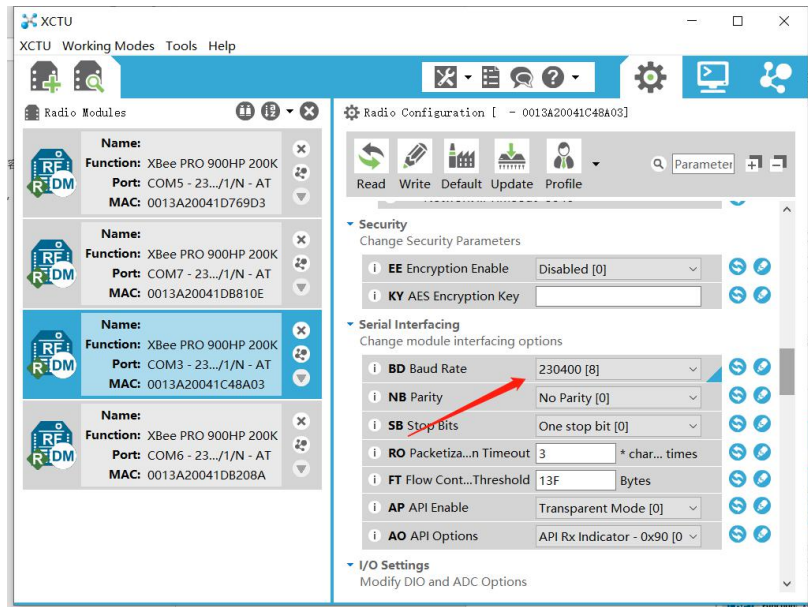 XCTU
XCTU Working Modes Tools Help
Radio Modules
Radio Configuration [ - 0013A20041C48A03]
Name:
Function: XBee PRO 900HP 200K
Port: COM5 - 23.../1/N - AT
MAC: 0013A20041D769D3
Name:
Function: XBee PRO 900HP 200K
Port: COM7 - 23.../1/N - AT
MAC: 0013A20041DB810E
Name:
Function: XBee PRO 900HP 200K
Port: COM3 - 23.../1/N - AT
MAC: 0013A20041C48A03
Name:
Function: XBee PRO 900HP 200K
Port: COM6 - 23.../1/N - AT
MAC: 0013A20041DB208A
Read Write Default Update Profile
Parameter
Security
Change Security Parameters
i EE Encryption Enable Disabled [0]
i KY AES Encryption Key
Serial Interfacing
Change module interfacing options
i BD Baud Rate 230400 [8]
i NB Parity No Parity [0]
i SB Stop Bits One stop bit [0]
i RO Packetiza...n Timeout 3 * char... times
i FT Flow Cont...Threshold 13F Bytes
i AP API Enable Transparent Mode [0]
i AO API Options API Rx Indicator - 0x90 [0
I/O Settings
Modify DIO and ADC Options